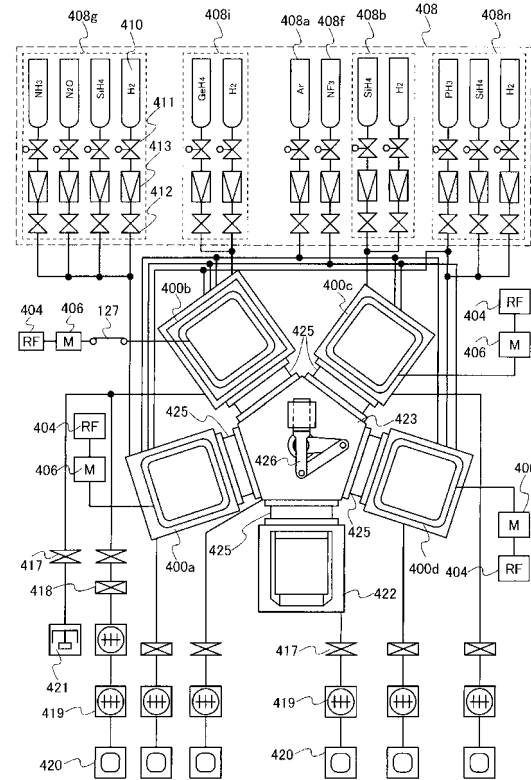 408g 410 408i 408a 408f 408b 408 408n
NH3 N2O SiH4 H2 GeH4 H2 Ar NF3 SiH4 H2 PH3 SiH4 H2
411
413
412
400b 400c
404 406 127 404
RF M RF
425 M
406
425 423
404 RF
406 M 426 406
M
425 425
400a 400d
417 404 RF
418 422
421 417
419 419
420 420